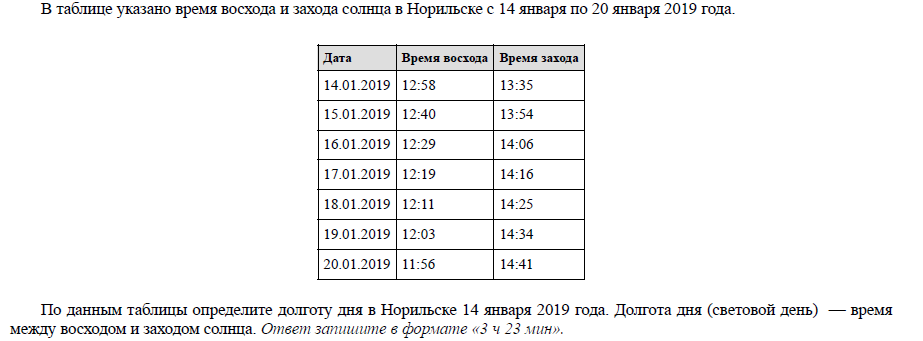 В таблице указано время восхода и захода солнца в Норильске с 14 января по 20 января 2019 года.
Дата Время восхода Время захода
14.01.2019 12:58 13:35
15.01.2019 12:40 13:54
16.01.2019 12:29 14:06
17.01.2019 12:19 14:16
18.01.2019 12:11 14:25
19.01.2019 12:03 14:34
20.01.2019 11:56 14:41
По данным таблицы определите долготу дня в Норильске 14 января 2019 года. Долгота дня (световой день) — время
между восходом и заходом солнца. Ответ запишите в формате «3 ч 23 мин».